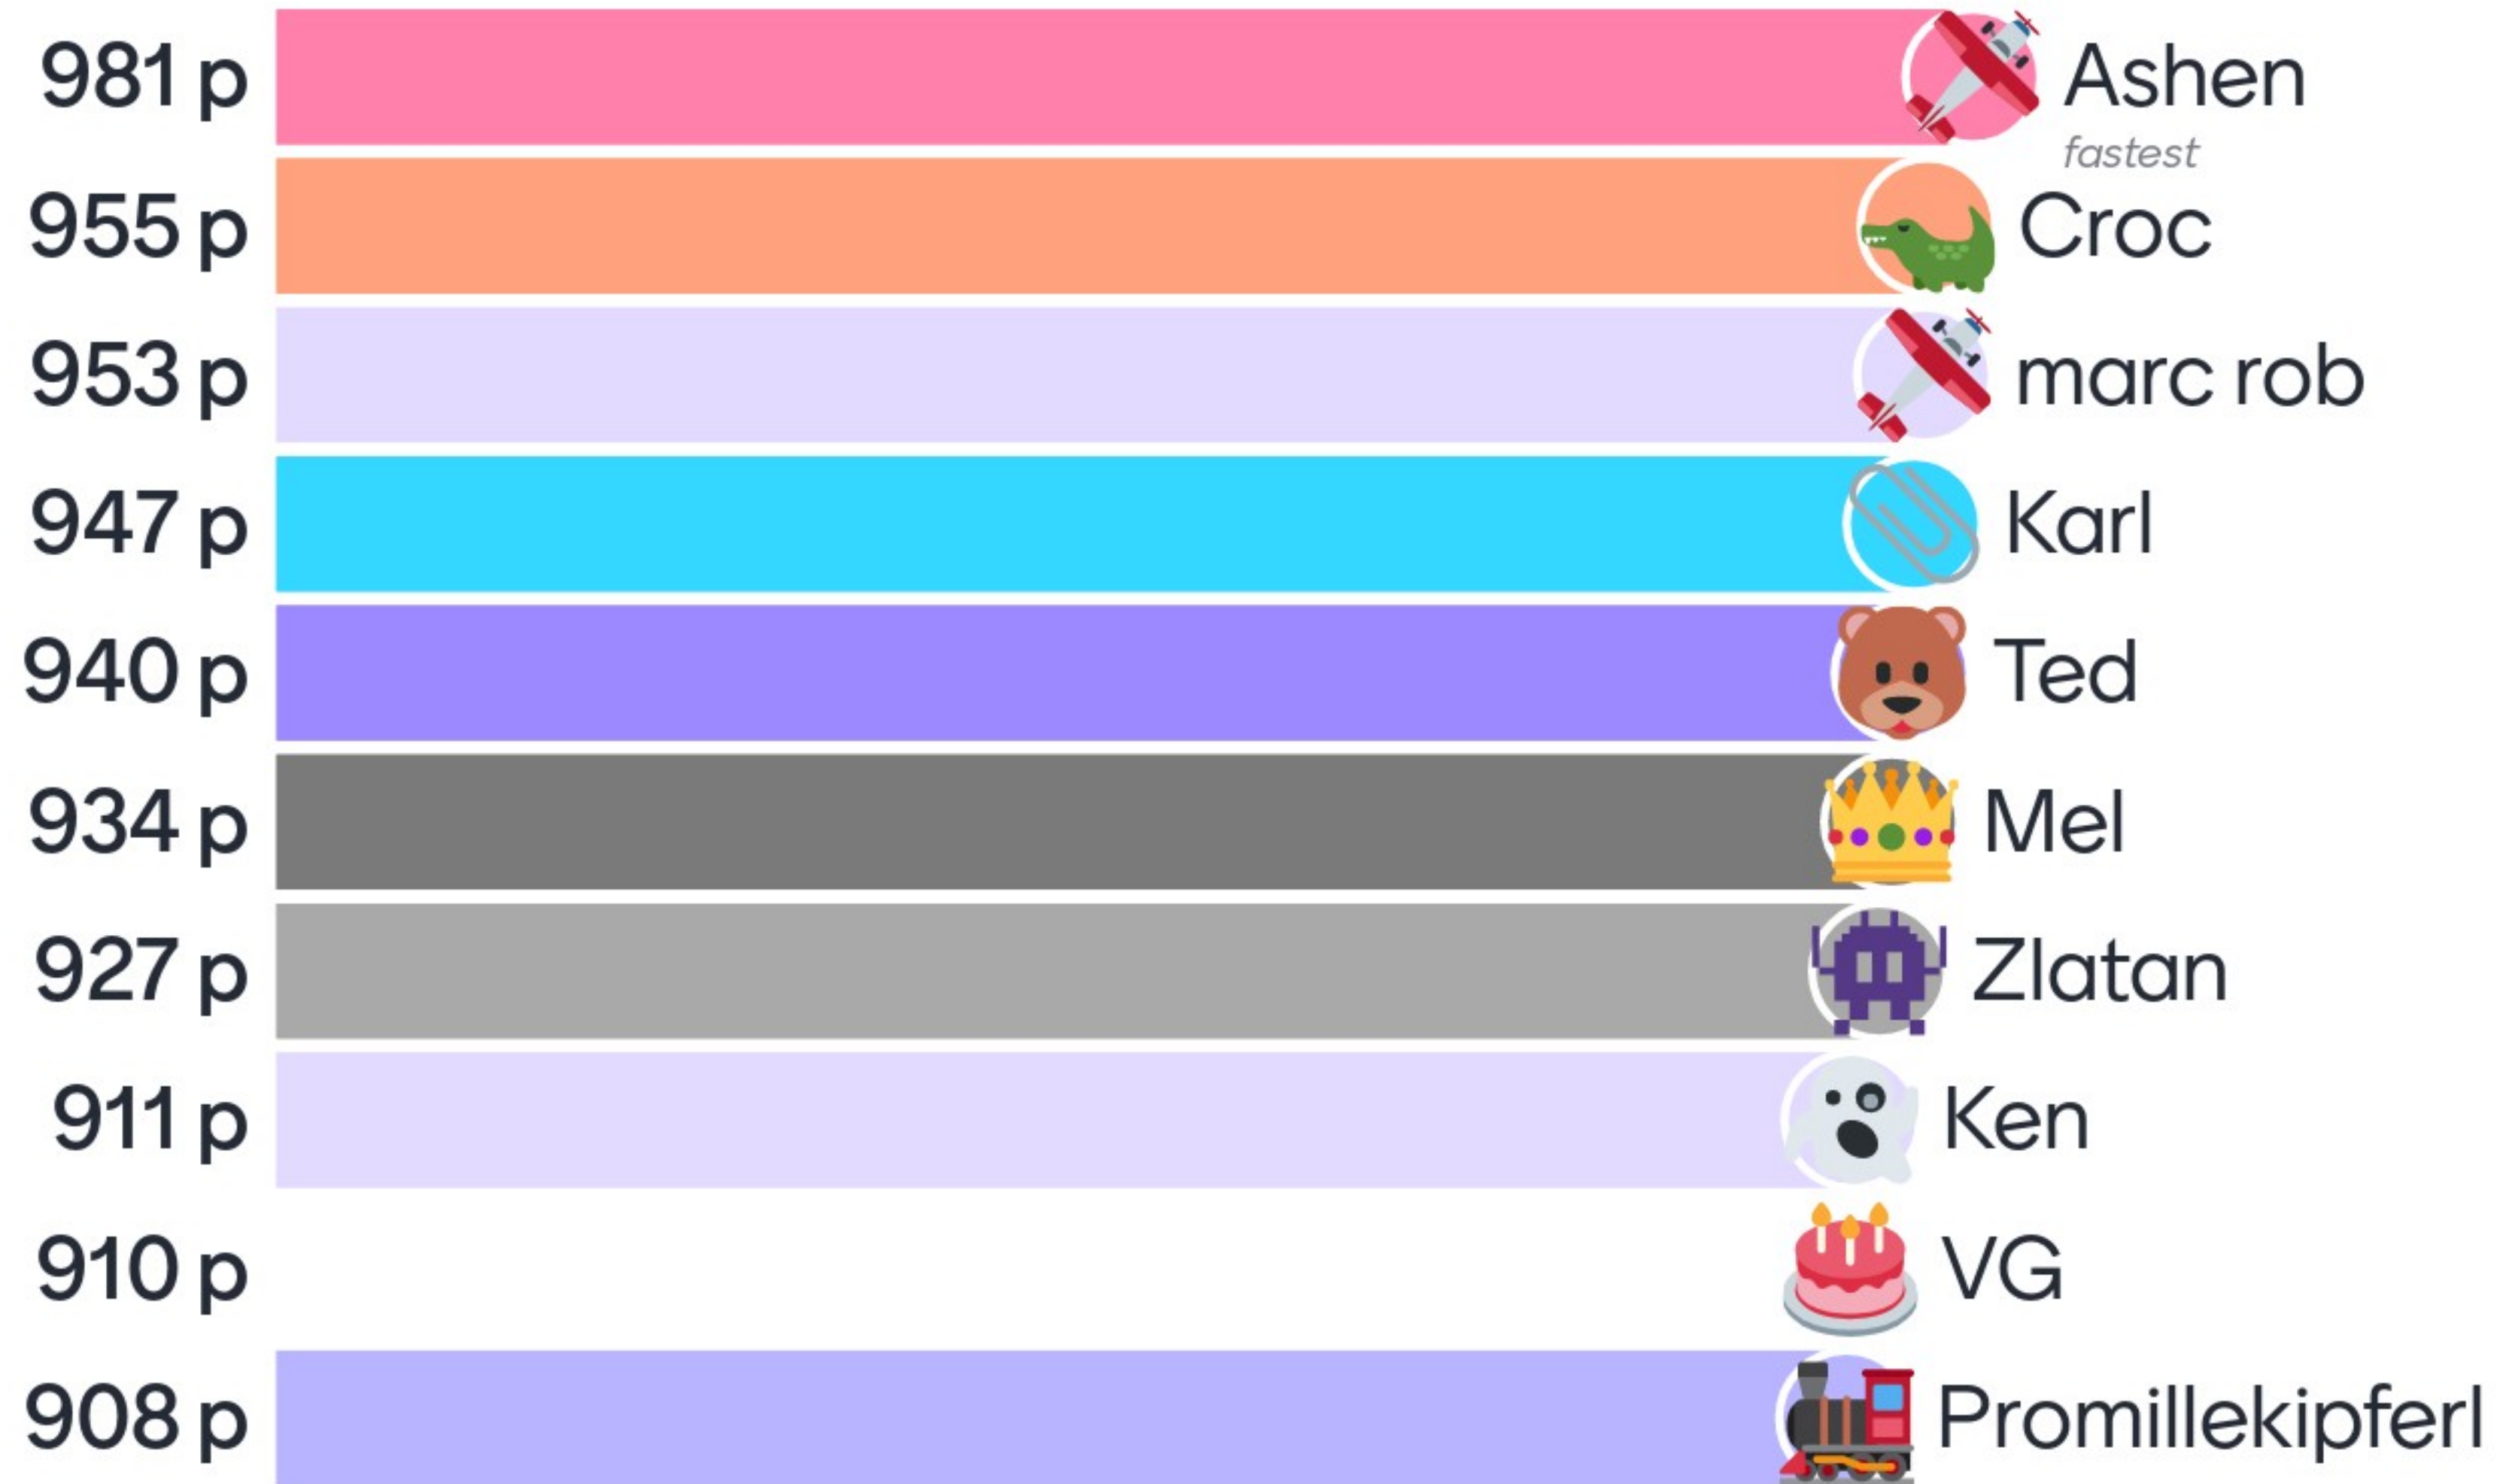 981 p Ashen
fastest
955 p Croc
953 p marc rob
947 p Karl
940 p Ted
934 p Mel
927 p Zlatan
911 p Ken
910 p VG
908 p Promillekipferl